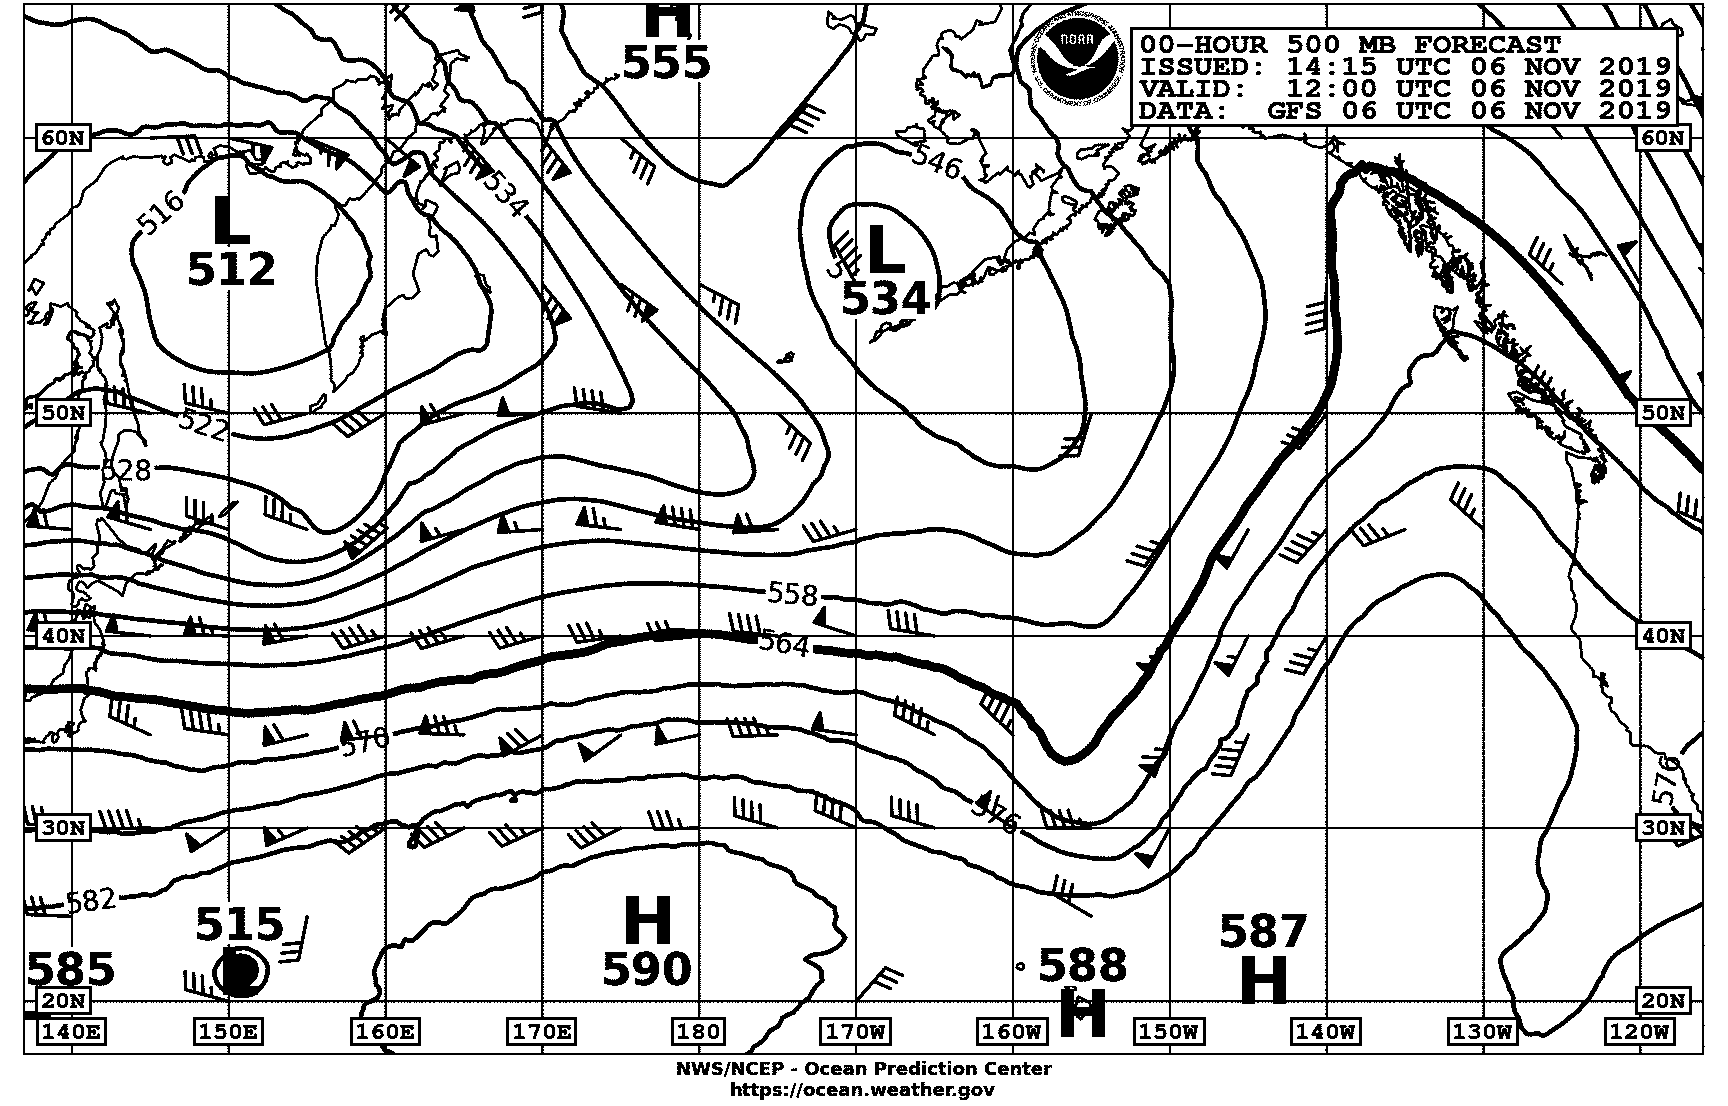 H
555
NOAA
00-HOUR 500 MB FORECAST
ISSUED: 14:15 UTC 06 NOV 2019
VALID: 12:00 UTC 06 NOV 2019
DATA: GFS 06 UTC 06 NOV 2019
60N
60N
546
534
516
L
512
L
534
50N
50N
522
528
558
40N
40N
564
570
576
576
30N
30N
582
515
H
590
587
H
588
H
585
20N
20N
140E 150E 160E 170E 180 170W 160W 150W 140W 130W 120W
NWS/NCEP - Ocean Prediction Center
https://ocean.weather.gov